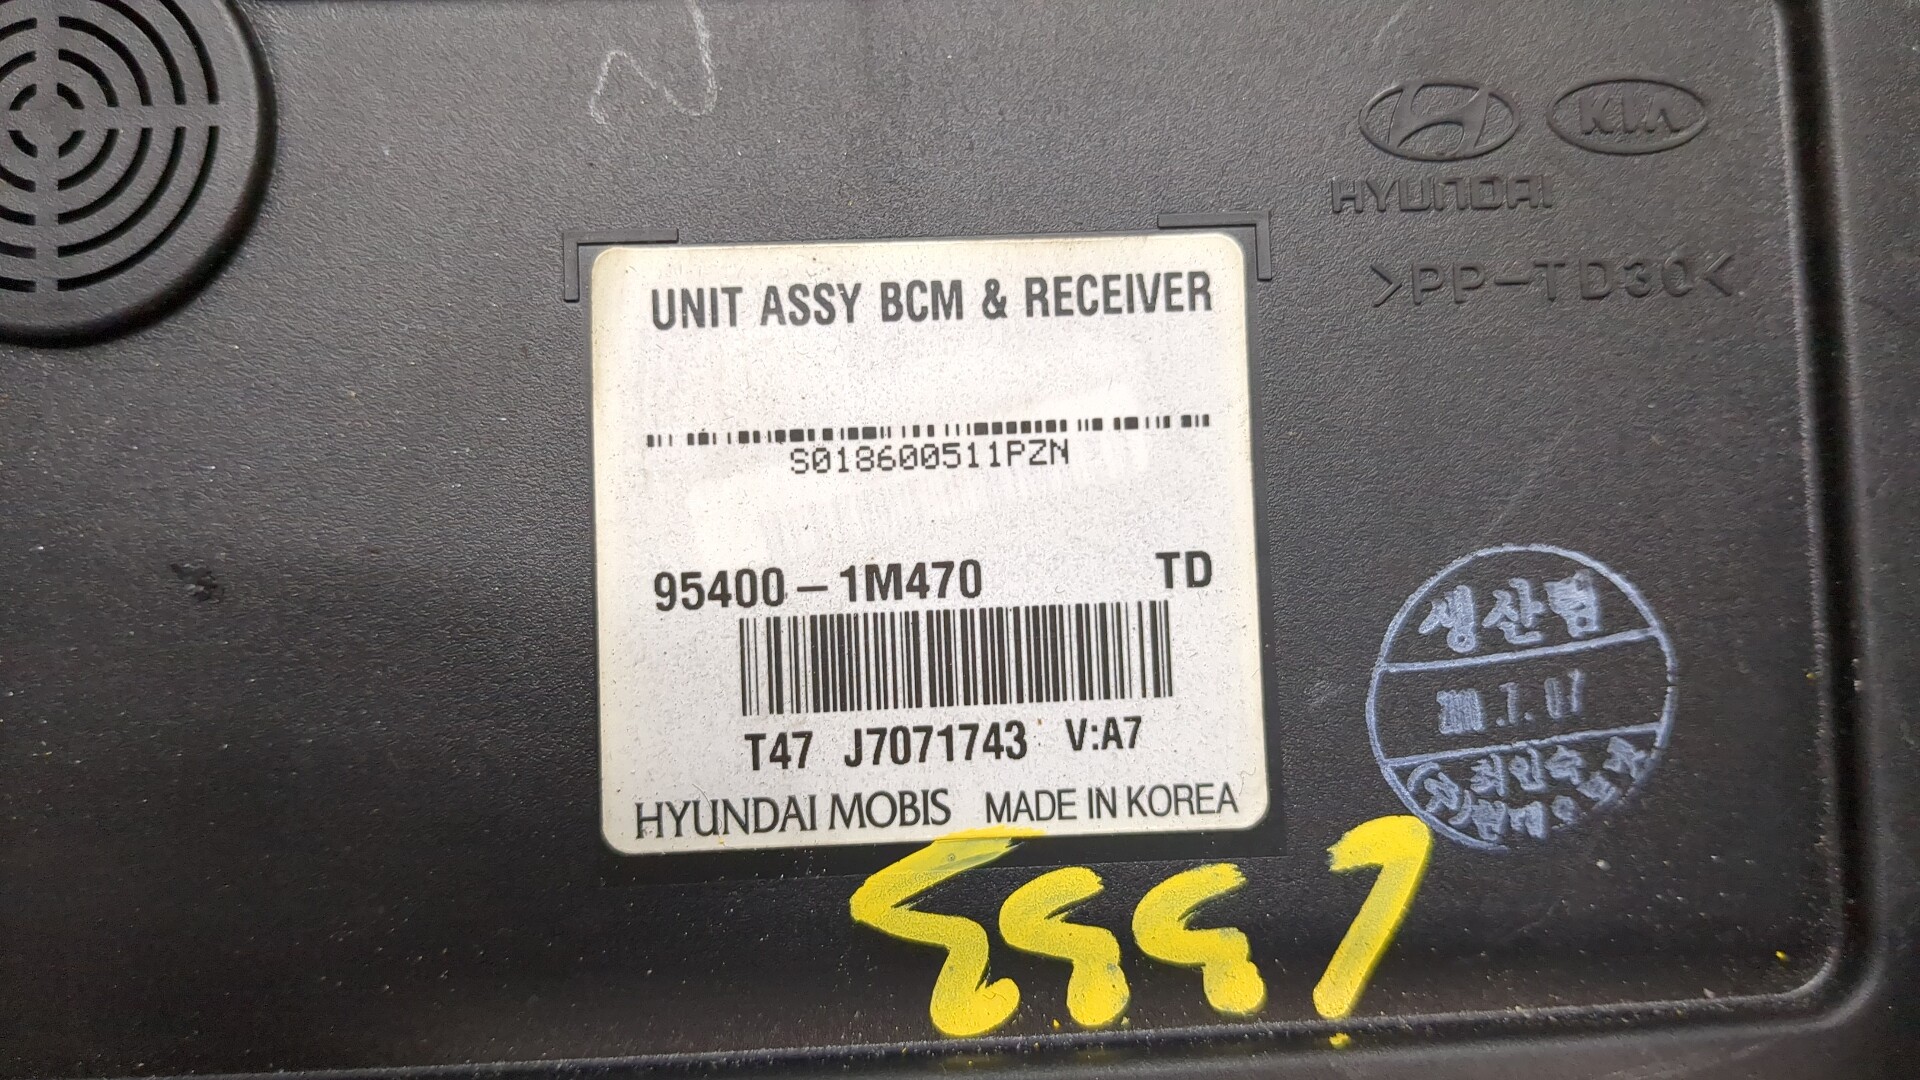 KIA
HYUNDAI
>PP-TD30<
UNIT ASSY BCM & RECEIVER
S018600511PZN
95400-1M470 TD
T47 J7071743 V:A7
HYUNDAI MOBIS MADE IN KOREA
생산팀